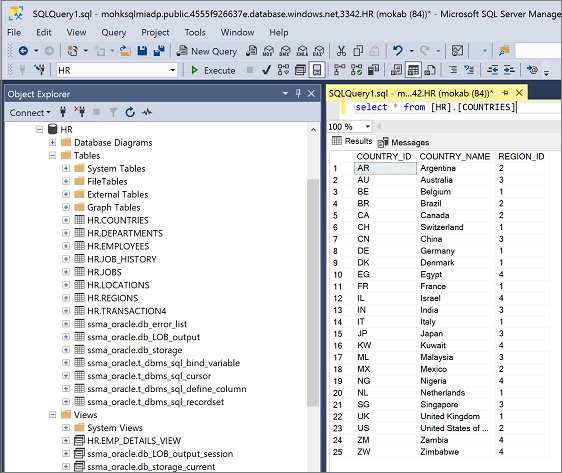 SQLQuery1.sql - mohksqlmiadp.public.4555f926637e.database.windows.net,3342.HR (mokab (84))* - Microsoft SQL Server Manage
File Edit View Query Project Tools Window Help
New Query MDX DMX XMLA DAX
HR Execute
Object Explorer
Connect
HR
Database Diagrams
Tables
System Tables
FileTables
External Tables
Graph Tables
HR.COUNTRIES
HR.DEPARTMENTS
HR.EMPLOYEES
HR.JOB_HISTORY
HR.JOBS
HR.LOCATIONS
HR.REGIONS
HR.TRANSACTION4
ssma_oracle.db_error_list
ssma_oracle.db_LOB_output
ssma_oracle.db_storage
ssma_oracle.t_dbms_sql_bind_variable
ssma_oracle.t_dbms_sql_cursor
ssma_oracle.t_dbms_sql_define_column
ssma_oracle.t_dbms_sql_recordset
Views
System Views
HR.EMP_DETAILS_VIEW
ssma_oracle.db_LOB_output_session
ssma_oracle.db_storage_current
SQLQuery1.sql - m...42.HR (mokab (84))*
select * from [HR].[COUNTRIES]
100 %
Results Messages
COUNTRY_ID COUNTRY_NAME REGION_ID
1 AR Argentina 2
2 AU Australia 3
3 BE Belgium 1
4 BR Brazil 2
5 CA Canada 2
6 CH Switzerland 1
7 CN China 3
8 DE Germany 1
9 DK Denmark 1
10 EG Egypt 4
11 FR France 1
12 IL Israel 4
13 IN India 3
14 IT Italy 1
15 JP Japan 3
16 KW Kuwait 4
17 ML Malaysia 3
18 MX Mexico 2
19 NG Nigeria 4
20 NL Netherlands 1
21 SG Singapore 3
22 UK United Kingdom 1
23 US United States of ... 2
24 ZM Zambia 4
25 ZW Zimbabwe 4